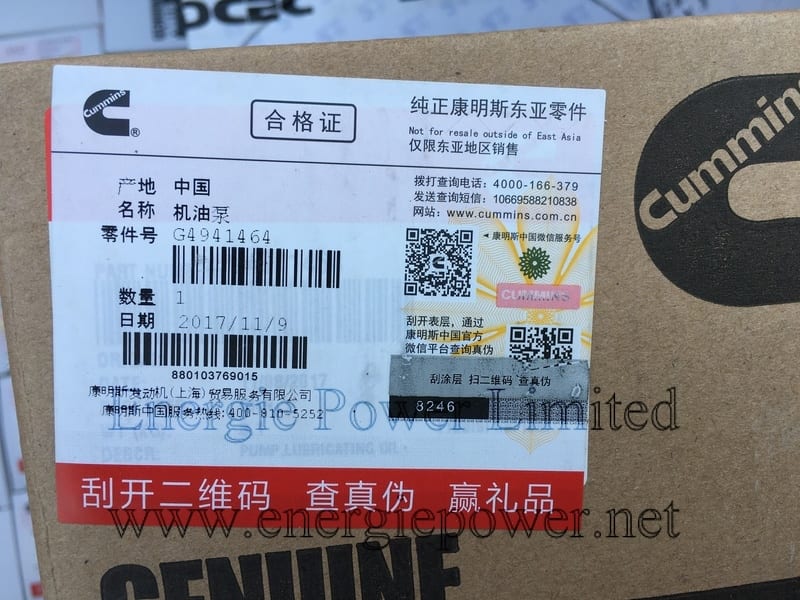 DCEC
Cummins
®
合格证
纯正康明斯东亚零件
Not for resale outside of East Asia
仅限东亚地区销售
Cummins
产地 中国
名称 机油泵
零件号 G4941464
数量 1
日期 2017/11/9
880103769015
康明斯发动机(上海)贸易服务有限公司
康明斯中国服务热线:400-810-5252
拨打查询电话：4000-166-379
发送查询短信：10669588210838
网站：www.cummins.com.cn
◄ 康明斯中国微信服务号
CUMMINS
刮开表层，通过
康明斯中国官方
微信平台查询真伪
刮涂层 扫二维码 查真伪
8246
Energie Power Limited
PUMP,LUBRICATING OIL
刮开二维码 查真伪 赢礼品
www.energiepower.net
GENUINE